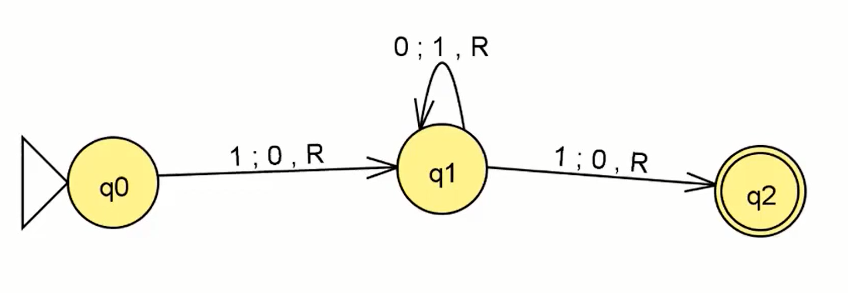 0 ; 1 , R
1 ; 0 , R
1 ; 0 , R
q0
q1
q2